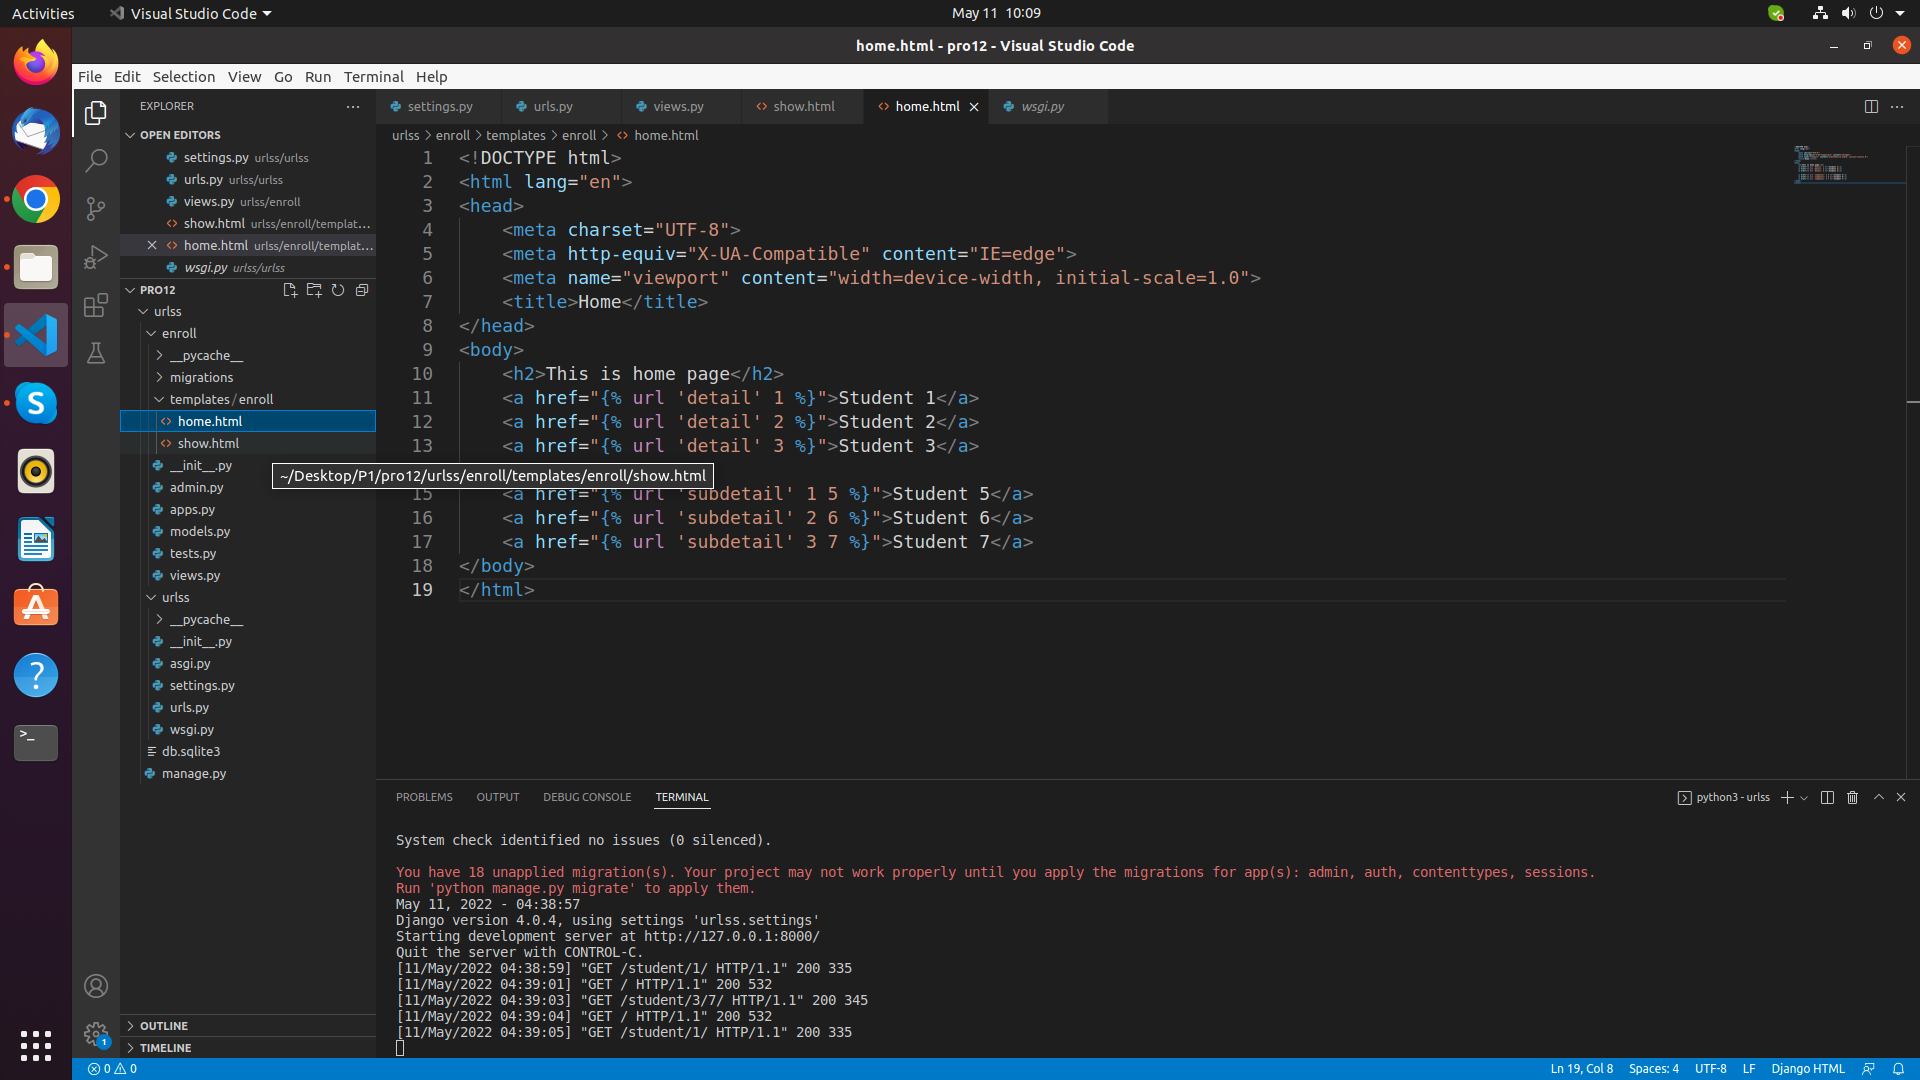 Activities
Visual Studio Code
May 11 10:09
home.html - pro12 - Visual Studio Code
File Edit Selection View Go Run Terminal Help
EXPLORER
settings.py
urls.py
views.py
show.html
home.html
wsgi.py
OPEN EDITORS
settings.py urlss/urlss
urls.py urlss/urlss
views.py urlss/enroll
show.html urlss/enroll/templat...
home.html urlss/enroll/templat...
wsgi.py urlss/urlss
PRO12
urlss
enroll
__pycache__
migrations
templates/enroll
home.html
show.html
__init__.py
admin.py
apps.py
models.py
tests.py
views.py
urlss
__pycache__
__init__.py
asgi.py
settings.py
urls.py
wsgi.py
db.sqlite3
manage.py
OUTLINE
TIMELINE
urlss > enroll > templates > enroll > home.html
1 <!DOCTYPE html>
2 <html lang="en">
3 <head>
4 <meta charset="UTF-8">
5 <meta http-equiv="X-UA-Compatible" content="IE=edge">
6 <meta name="viewport" content="width=device-width, initial-scale=1.0">
7 <title>Home</title>
8 </head>
9 <body>
10 <h2>This is home page</h2>
11 <a href="{% url 'detail' 1 %}">Student 1</a>
12 <a href="{% url 'detail' 2 %}">Student 2</a>
13 <a href="{% url 'detail' 3 %}">Student 3</a>
~/Desktop/P1/pro12/urlss/enroll/templates/enroll/show.html
15 <a href="{% url 'subdetail' 1 5 %}">Student 5</a>
16 <a href="{% url 'subdetail' 2 6 %}">Student 6</a>
17 <a href="{% url 'subdetail' 3 7 %}">Student 7</a>
18 </body>
19 </html>
PROBLEMS OUTPUT DEBUG CONSOLE TERMINAL
python3 - urlss
System check identified no issues (0 silenced).
You have 18 unapplied migration(s). Your project may not work properly until you apply the migrations for app(s): admin, auth, contenttypes, sessions.
Run 'python manage.py migrate' to apply them.
May 11, 2022 - 04:38:57
Django version 4.0.4, using settings 'urlss.settings'
Starting development server at http://127.0.0.1:8000/
Quit the server with CONTROL-C.
[11/May/2022 04:38:59] "GET /student/1/ HTTP/1.1" 200 335
[11/May/2022 04:39:01] "GET / HTTP/1.1" 200 532
[11/May/2022 04:39:03] "GET /student/3/7/ HTTP/1.1" 200 345
[11/May/2022 04:39:04] "GET / HTTP/1.1" 200 532
[11/May/2022 04:39:05] "GET /student/1/ HTTP/1.1" 200 335
1
0 0
Ln 19, Col 8 Spaces: 4 UTF-8 LF Django HTML